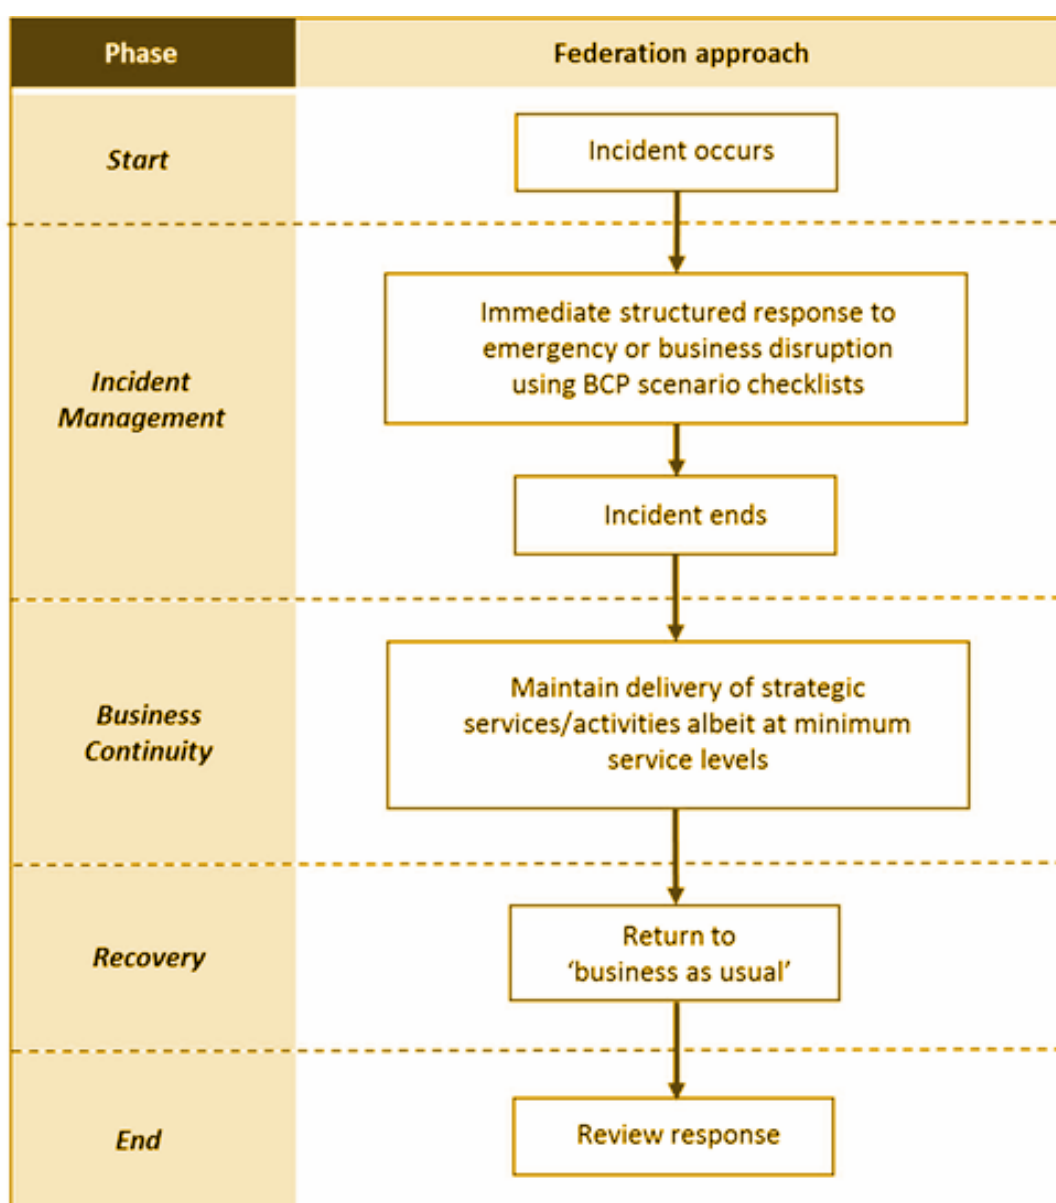 Phase
Federation approach
Start
Incident occurs
Incident
Management
Immediate structured response to
emergency or business disruption
using BCP scenario checklists
Incident ends
Business
Continuity
Maintain delivery of strategic
services/activities albeit at minimum
service levels
Recovery
Return to
‘business as usual’
End
Review response